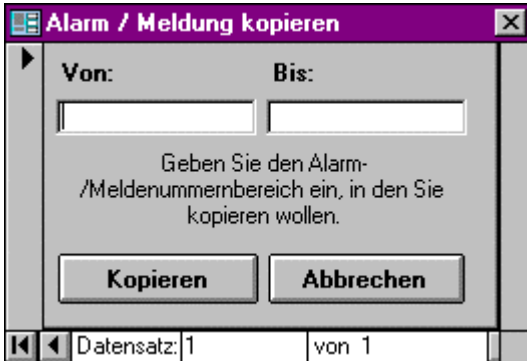 Alarm / Meldung kopieren
Von: Bis:
Geben Sie den Alarm-
/Meldenummernbereich ein, in den Sie
kopieren wollen.
Kopieren Abbrechen
Datensatz: 1 von 1